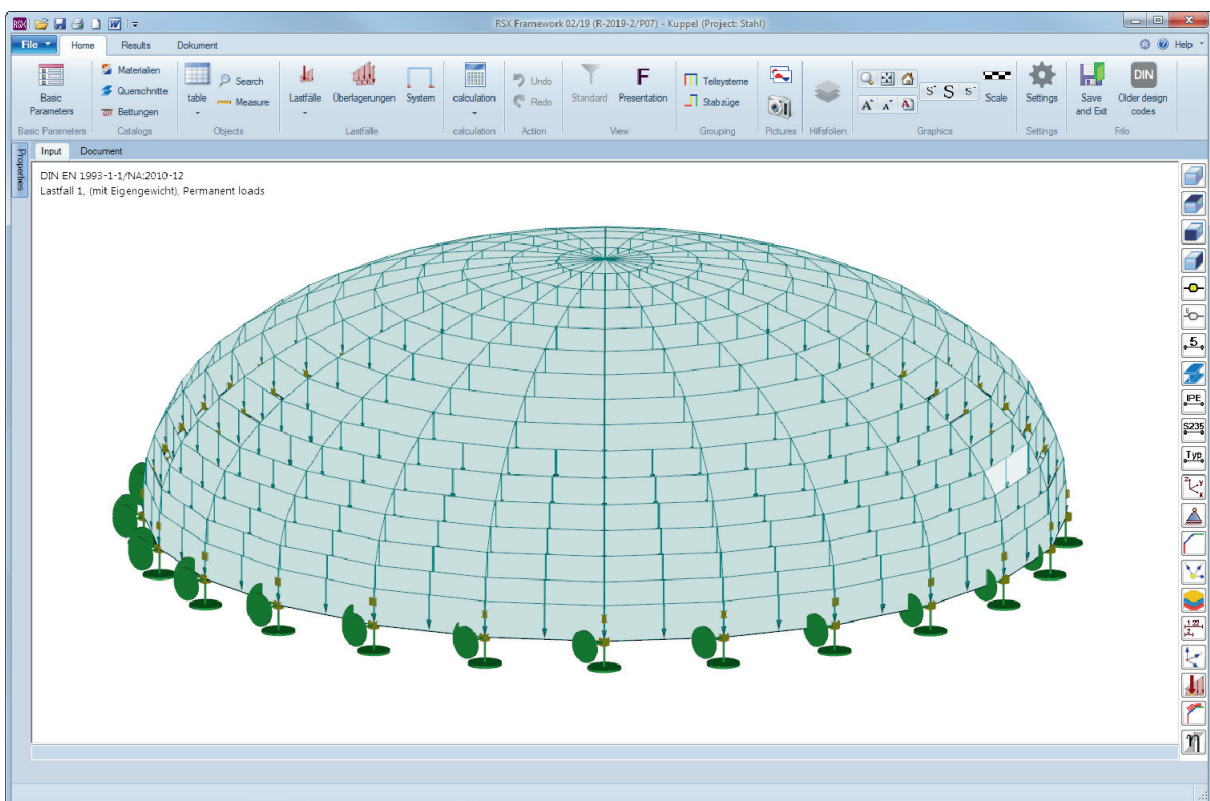 RSX
RSX Framework 02/19 (R-2019-2/P07) - Kuppel (Project: Stahl)
File Home Results Dokument Help
Basic Parameters
Materialien
Querschnitte
Bettungen
table
Search
Measure
Lastfälle Überlagerungen System
calculation
Undo
Redo
Standard
F
Presentation
Teilsysteme
Stabzüge
A A A
S S S
Scale
Settings
Save and Exit
DIN
Older design codes
Basic Parameters Catalogs Objects Lastfälle calculation Action View Grouping Pictures Hilfsfolien Graphics Settings Frilo
Properties
Input Document
DIN EN 1993-1-1/NA:2010-12
Lastfall 1, (mit Eigengewicht), Permanent loads
5
IPE
S235
Typ
z y
x